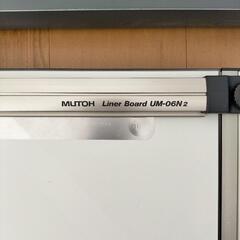 MUTOH Liner Board UM-06N2